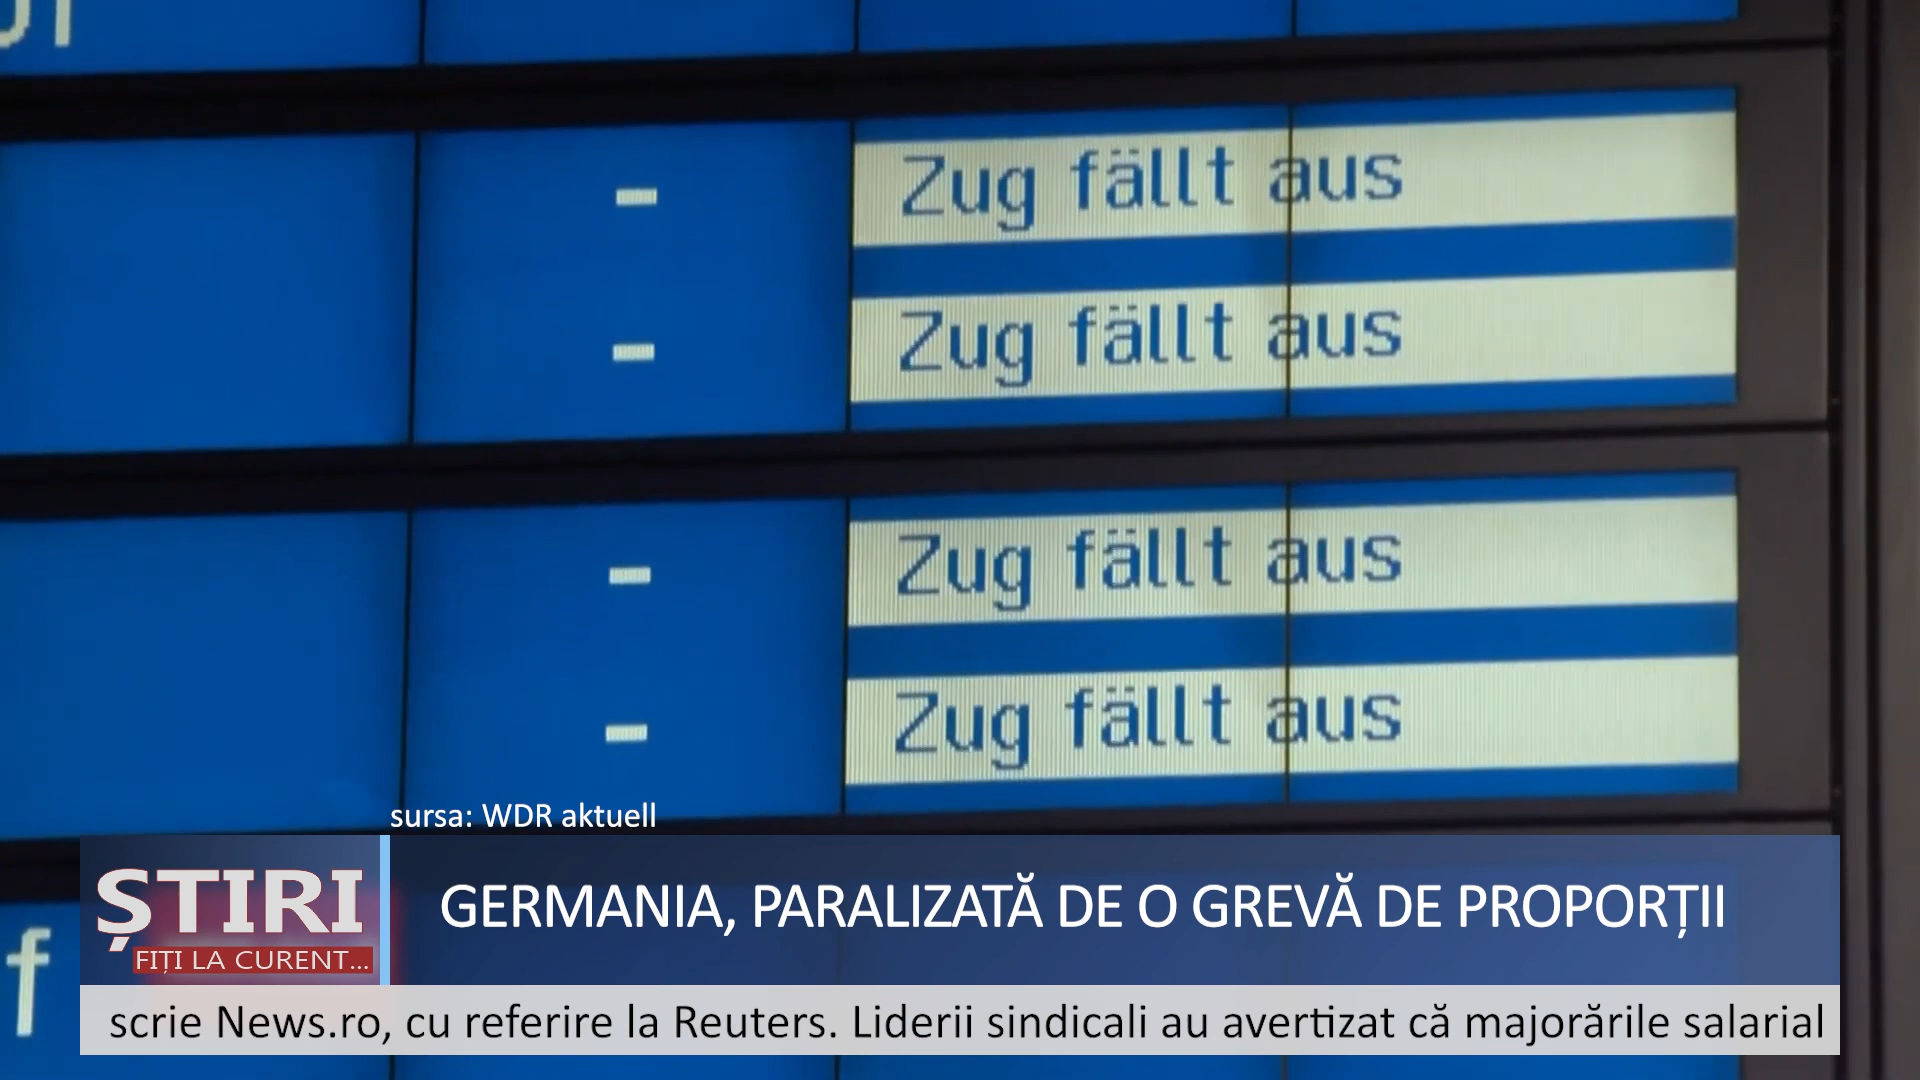 Zug fällt aus
Zug fällt aus
Zug fällt aus
Zug fällt aus
sursa: WDR aktuell
ȘTIRI
FIȚI LA CURENT...
GERMANIA, PARALIZATĂ DE O GREVĂ DE PROPORȚII
f
scrie News.ro, cu referire la Reuters. Liderii sindicali au avertizat că majorările salarial